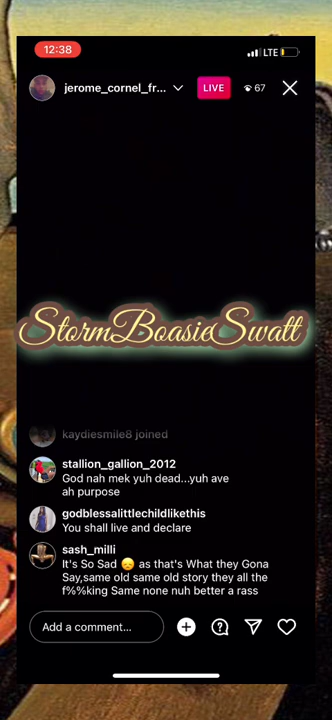 12:38
LTE
jerome_cornel_fr...
LIVE
67
StormBoasieSwatt
kaydiesmile8 joined
stallion_gallion_2012
God nah mek yuh dead...yuh ave
ah purpose
godblessalittlechildlikethis
You shall live and declare
sash_milli
It's So Sad 😞 as that's What they Gona
Say,same old same old story they all the
f%%king Same none nuh better a rass
Add a comment...